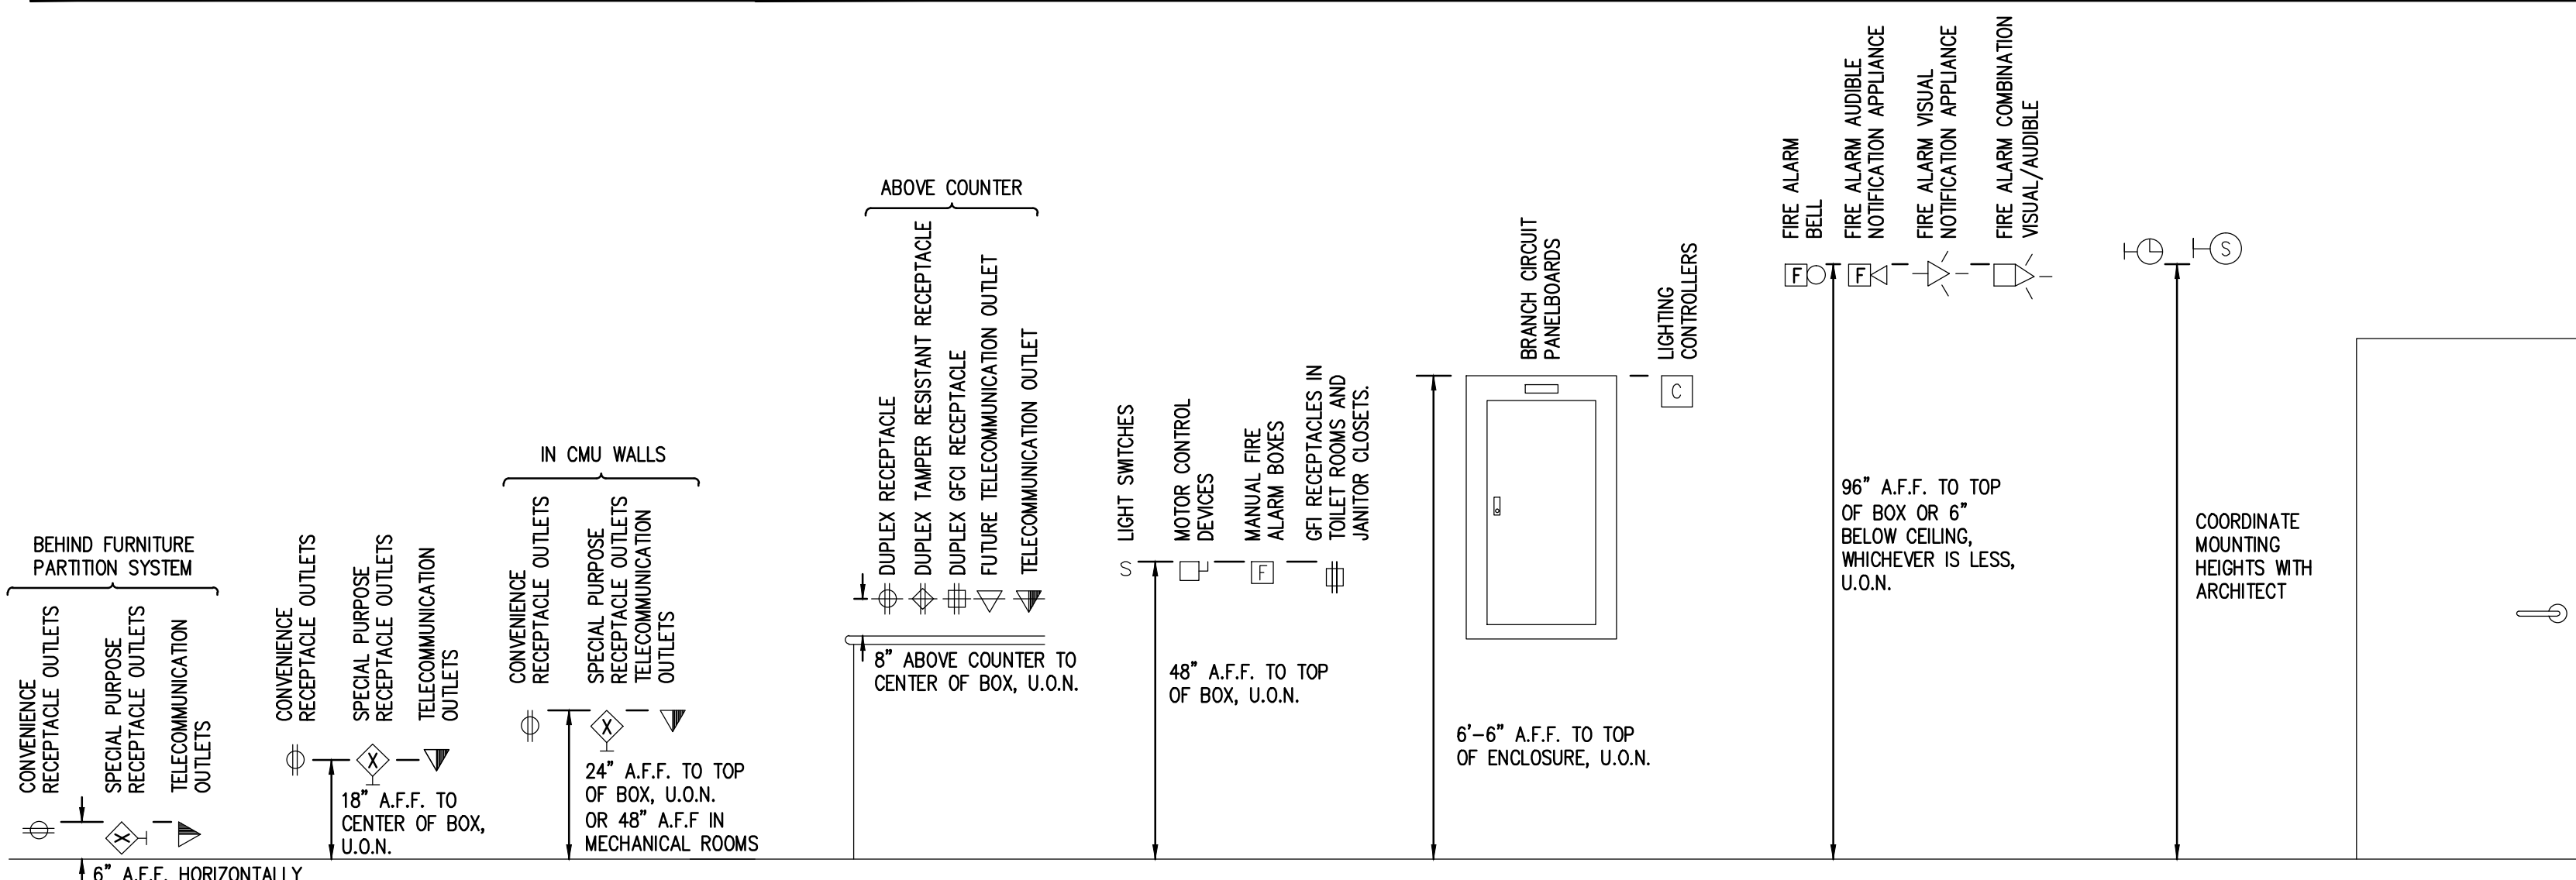 BEHIND FURNITURE
PARTITION SYSTEM
CONVENIENCE
RECEPTACLE OUTLETS
SPECIAL PURPOSE
RECEPTACLE OUTLETS
TELECOMMUNICATION
OUTLETS
X
6" A.F.F. HORIZONTALLY
CONVENIENCE
RECEPTACLE OUTLETS
SPECIAL PURPOSE
RECEPTACLE OUTLETS
TELECOMMUNICATION
OUTLETS
X
18" A.F.F. TO
CENTER OF BOX,
U.O.N.
IN CMU WALLS
CONVENIENCE
RECEPTACLE OUTLETS
SPECIAL PURPOSE
RECEPTACLE OUTLETS
TELECOMMUNICATION
OUTLETS
X
24" A.F.F. TO TOP
OF BOX, U.O.N.
OR 48" A.F.F IN
MECHANICAL ROOMS
ABOVE COUNTER
DUPLEX RECEPTACLE
DUPLEX TAMPER RESISTANT RECEPTACLE
DUPLEX GFCI RECEPTACLE
FUTURE TELECOMMUNICATION OUTLET
TELECOMMUNICATION OUTLET
8" ABOVE COUNTER TO
CENTER OF BOX, U.O.N.
LIGHT SWITCHES
MOTOR CONTROL
DEVICES
MANUAL FIRE
ALARM BOXES
GFI RECEPTACLES IN
TOILET ROOMS AND
JANITOR CLOSETS.
S
F
48" A.F.F. TO TOP
OF BOX, U.O.N.
BRANCH CIRCUIT
PANELBOARDS
LIGHTING
CONTROLLERS
C
6'-6" A.F.F. TO TOP
OF ENCLOSURE, U.O.N.
FIRE ALARM
BELL
FIRE ALARM AUDIBLE
NOTIFICATION APPLIANCE
FIRE ALARM VISUAL
NOTIFICATION APPLIANCE
FIRE ALARM COMBINATION
VISUAL/AUDIBLE
F
F
96" A.F.F. TO TOP
OF BOX OR 6"
BELOW CEILING,
WHICHEVER IS LESS,
U.O.N.
S
COORDINATE
MOUNTING
HEIGHTS WITH
ARCHITECT